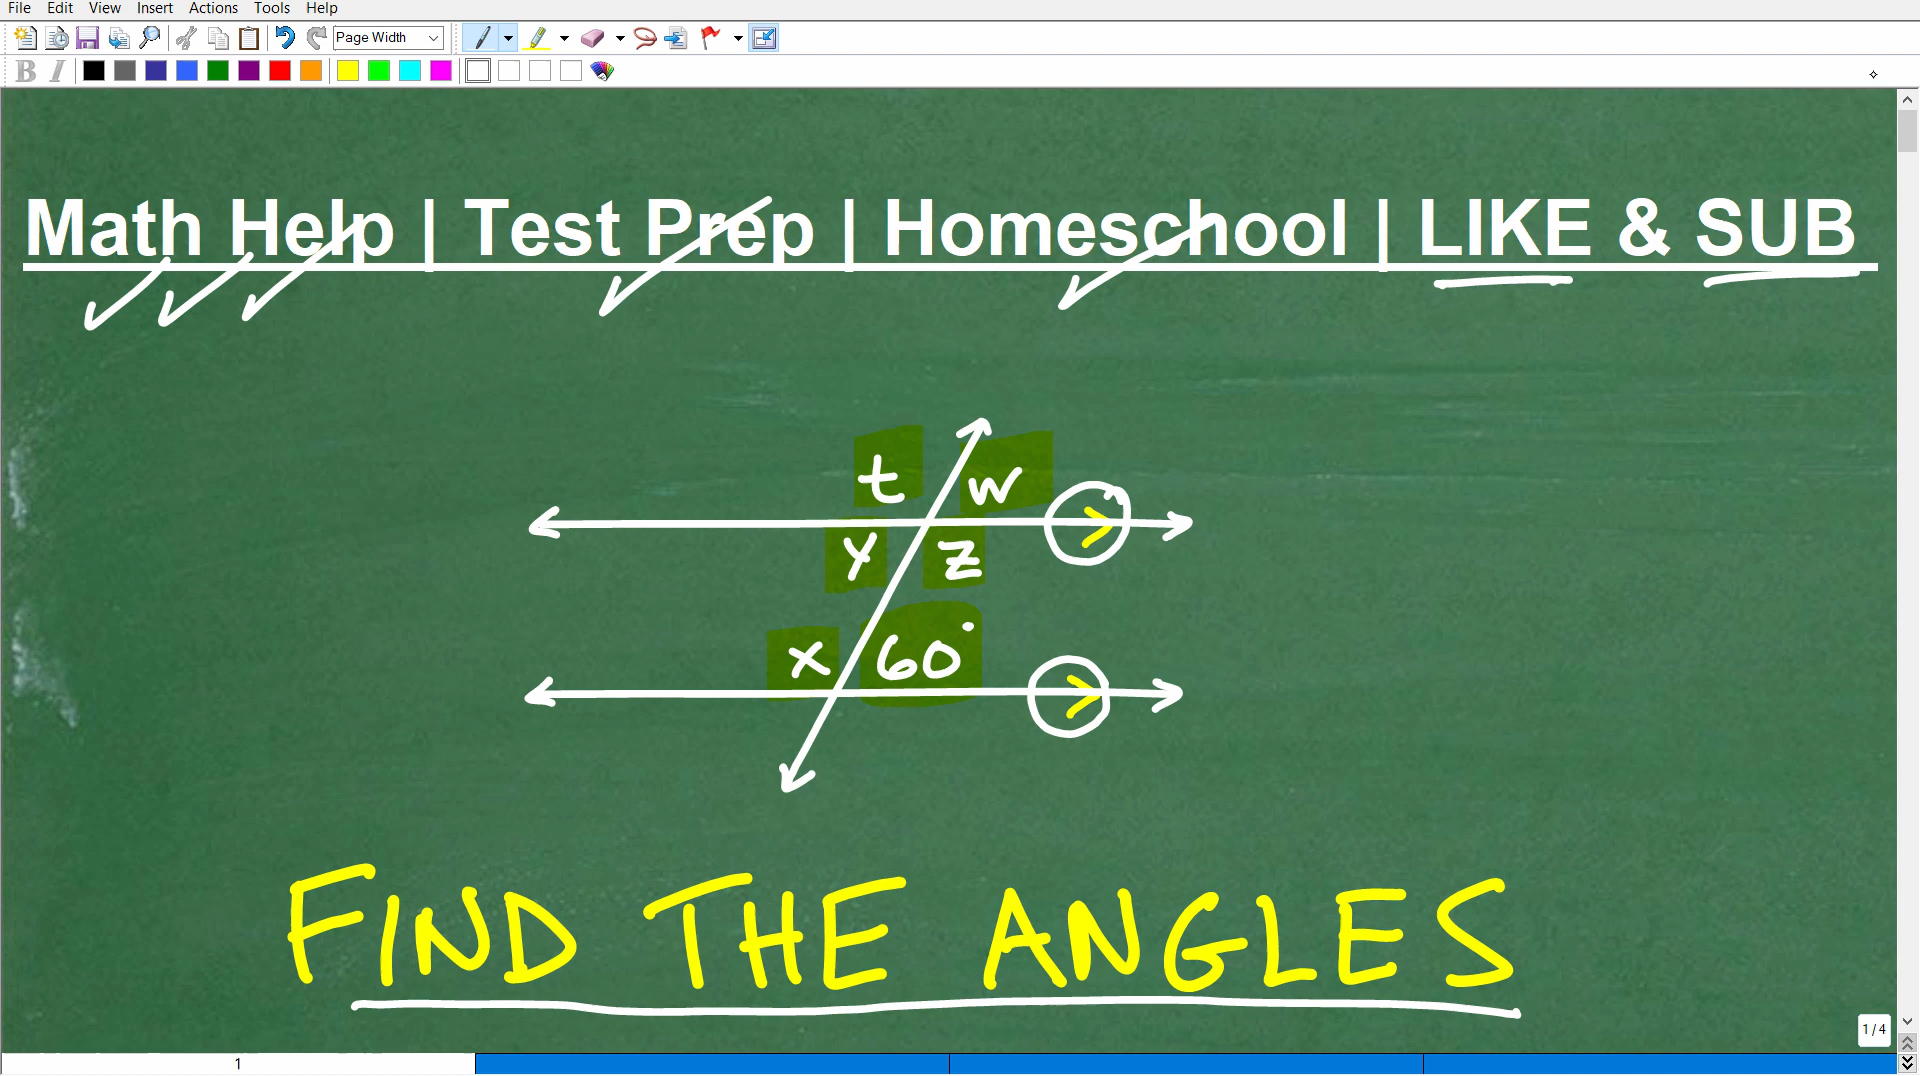 File Edit View Insert Actions Tools Help
Page Width
B I
Math Help | Test Prep | Homeschool | LIKE & SUB
t w
y z
x 60°
FIND THE ANGLES
1 / 4
1